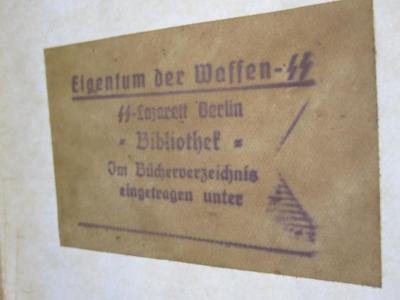 Eigentum der Waffen-ᛋᛋ
ᛋᛋ-Lazarett Berlin
= Bibliothek =
Im Bücherverzeichnis
eingetragen unter